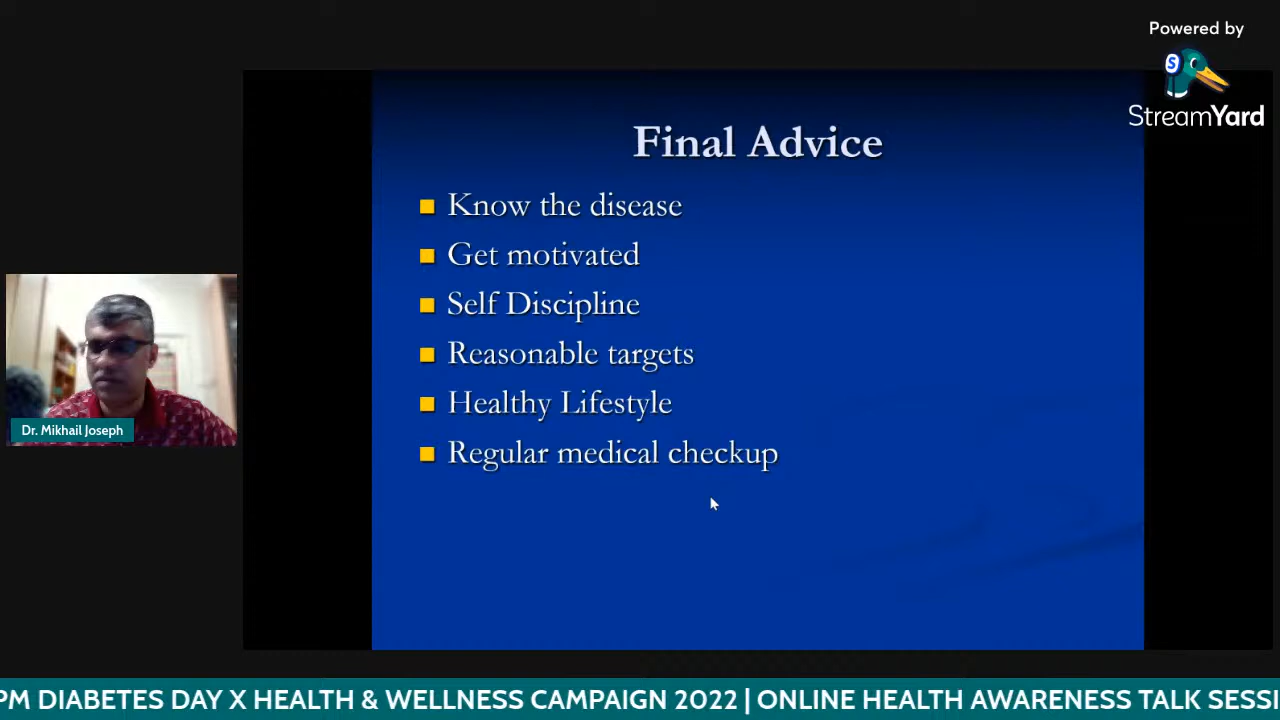 Powered by
S
StreamYard
Final Advice
Know the disease
Get motivated
Self Discipline
Reasonable targets
Healthy Lifestyle
Regular medical checkup
Dr. Mikhail Joseph
PM DIABETES DAY X HEALTH & WELLNESS CAMPAIGN 2022 | ONLINE HEALTH AWARENESS TALK SESSI